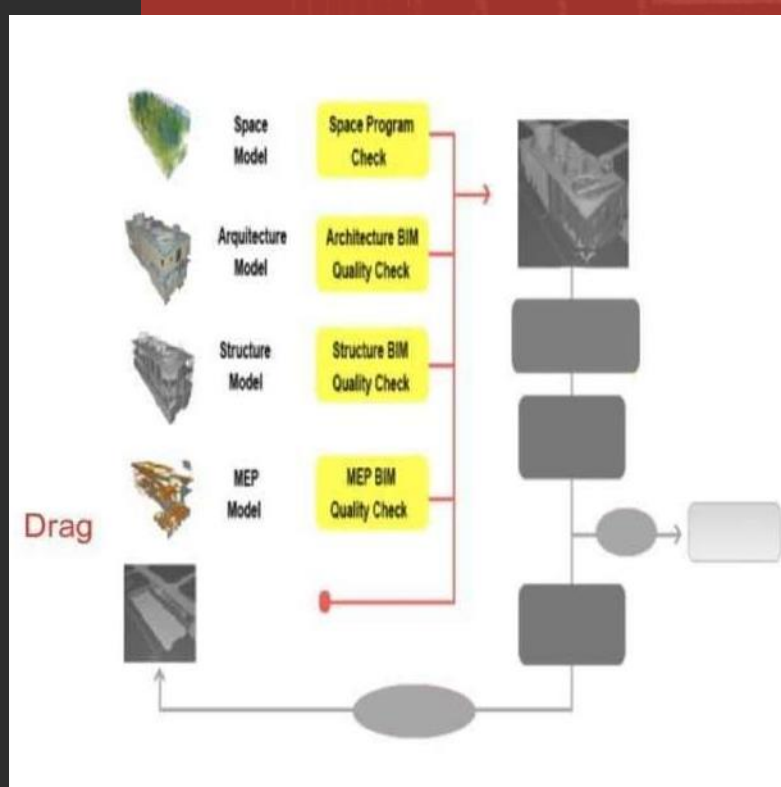 Space
Model
Space Program
Check
Arquitecture
Model
Architecture BIM
Quality Check
Structure
Model
Structure BIM
Quality Check
MEP
Model
MEP BIM
Quality Check
Drag